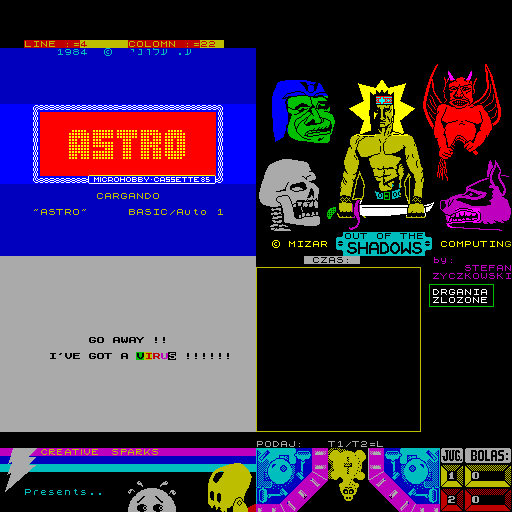 LINE :=4 COLOMN :=22
1984 ©
ASTRO
MICROHOBBY-CASSETTE 85
CARGANDO
"ASTRO" BASIC/Auto 1
© MIZAR OUT OF THE SHADOWS COMPUTING
CZAS:
by:
STEFAN
ZYCZKOWSKI
DRGANIA
ZLOZONE
GO AWAY !!
I'VE GOT A VIRUS !!!!!!
PODAJ: T1/T2=L
CREATIVE SPARKS
Presents..
JUG. BOLAS:
1 0
2 0